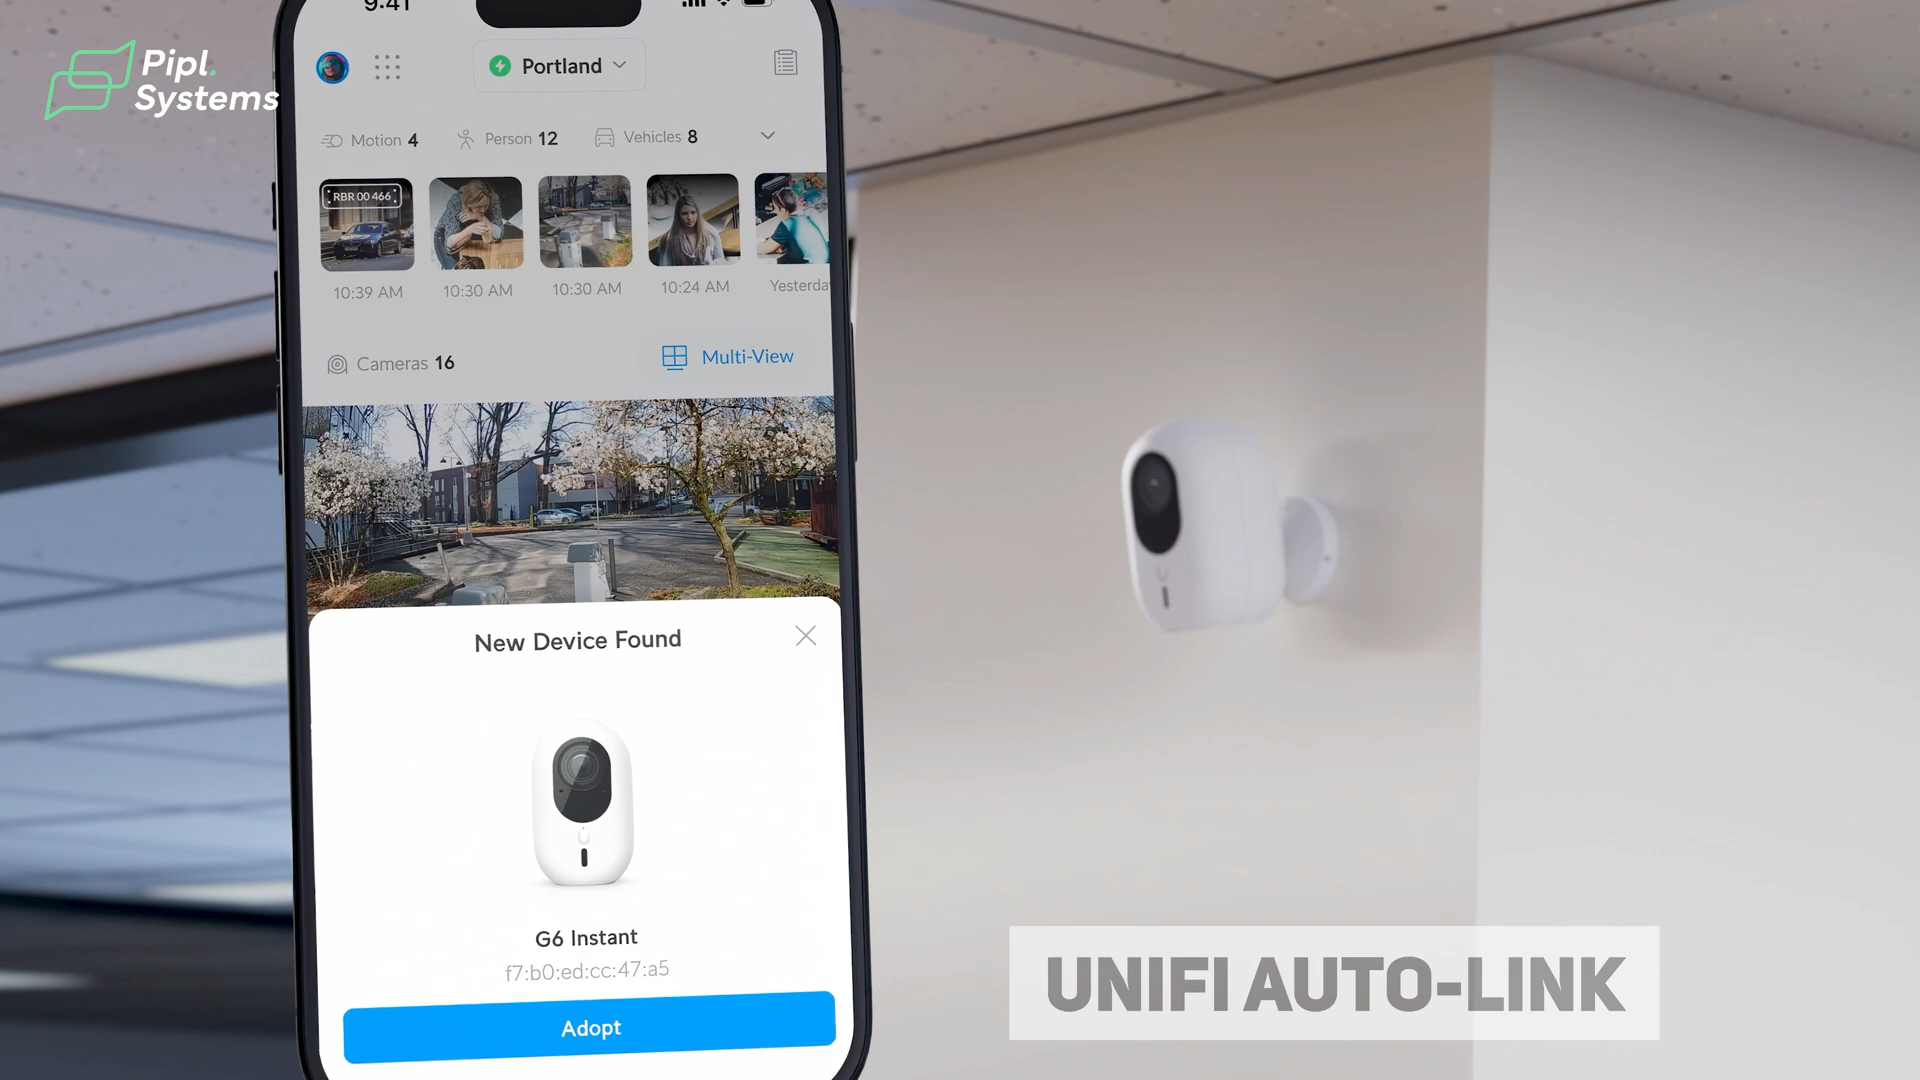 Pipl.
Systems
9:41
Portland
Motion 4
Person 12
Vehicles 8
RBR 00 466
10:39 AM
10:30 AM
10:30 AM
10:24 AM
Yesterda
Cameras 16
Multi-View
New Device Found
G6 Instant
f7:b0:ed:cc:47:a5
Adopt
UNIFI AUTO-LINK